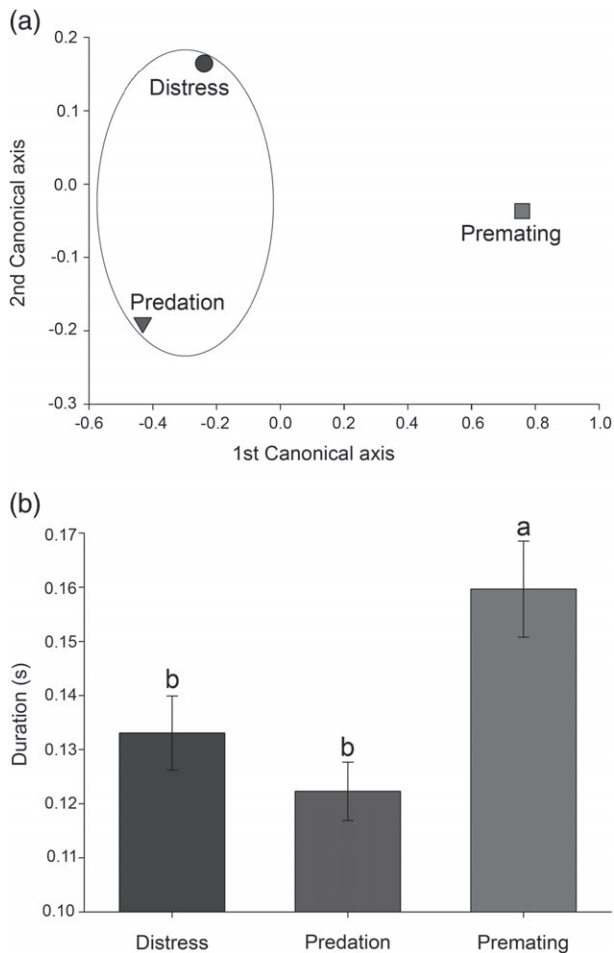 (a)
0.2
0.1
0.0
-0.1
-0.2
-0.3
2nd Canonical axis
Distress
Premating
Predation
-0.6 -0.4 -0.2 0.0 0.2 0.4 0.6 0.8 1.0
1st Canonical axis
(b)
0.17
0.16
0.15
0.14
0.13
0.12
0.11
0.10
Duration (s)
b
b
a
Distress Predation Premating